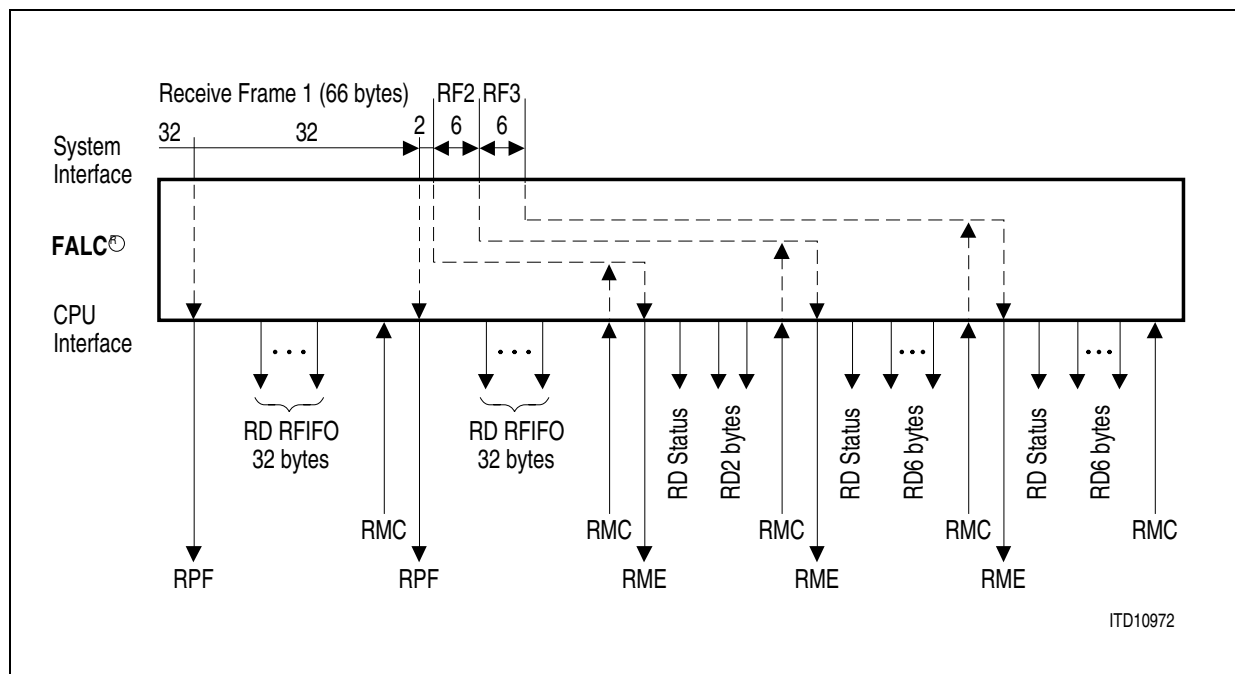 Receive Frame 1 (66 bytes) RF2 RF3
32 32 2 6 6
System
Interface
FALC®
CPU
Interface
... ... ... ...
RD RFIFO
32 bytes
RD RFIFO
32 bytes
RD Status
RD2 bytes
RD Status
RD6 bytes
RD Status
RD6 bytes
RMC RMC RMC RMC RMC
RPF RPF RME RME RME
ITD10972